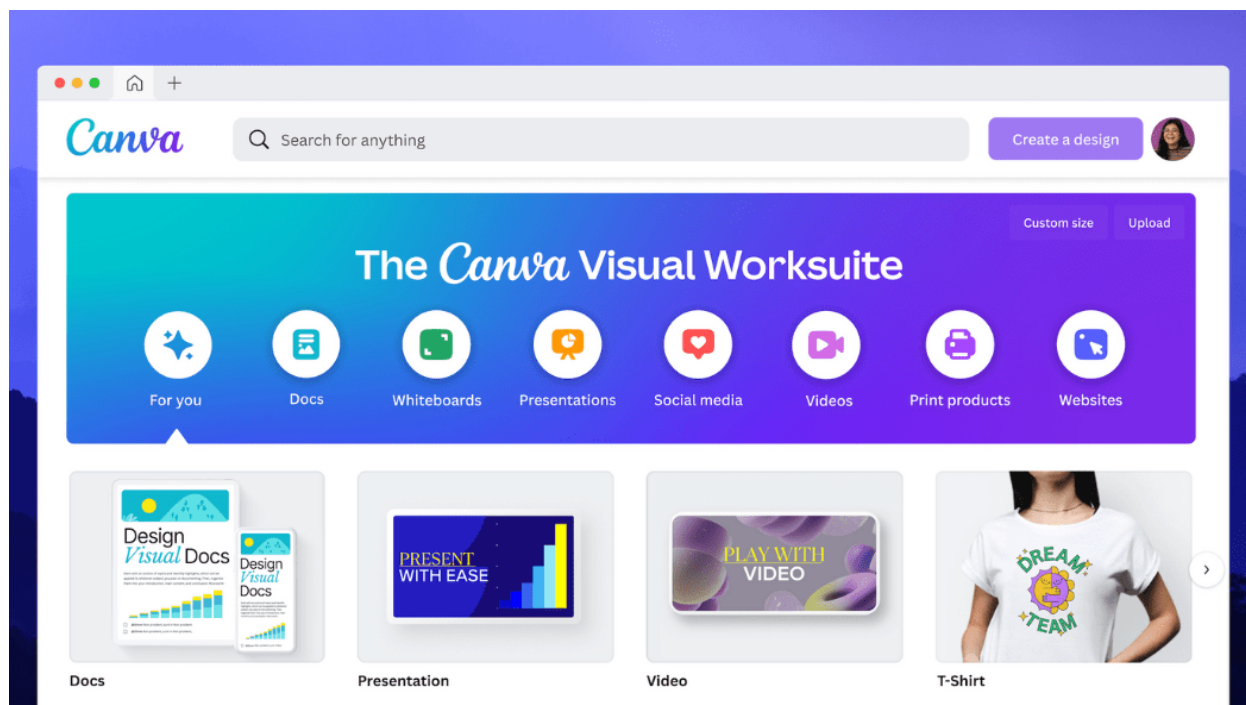 Canva
Search for anything
Create a design
Custom size
Upload
The Canva Visual Worksuite
For you
Docs
Whiteboards
Presentations
Social media
Videos
Print products
Websites
Design
Visual Docs
Design
Visual
Docs
PRESENT
WITH EASE
PLAY WITH
VIDEO
DREAM
TEAM
Docs
Presentation
Video
T-Shirt